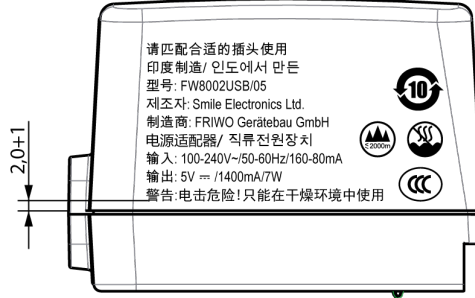 请匹配合适的插头使用
印度制造/ 인도에서 만든
型号: FW8002USB/05
제조자: Smile Electronics Ltd.
制造商: FRIWO Gerätebau GmbH
电源适配器/ 직류전원장치
输入: 100-240V~/50-60Hz/160-80mA
输出: 5V ⎓ /1400mA/7W
警告:电击危险!只能在干燥环境中使用
10
≤2000m
CCC
2,0+1